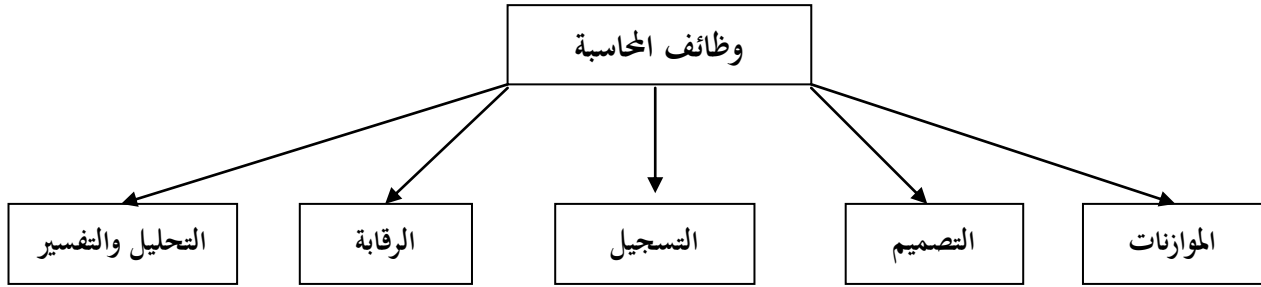 وظائف المحاسبة
الموازنات
التصميم
التسجيل
الرقابة
التحليل والتفسير